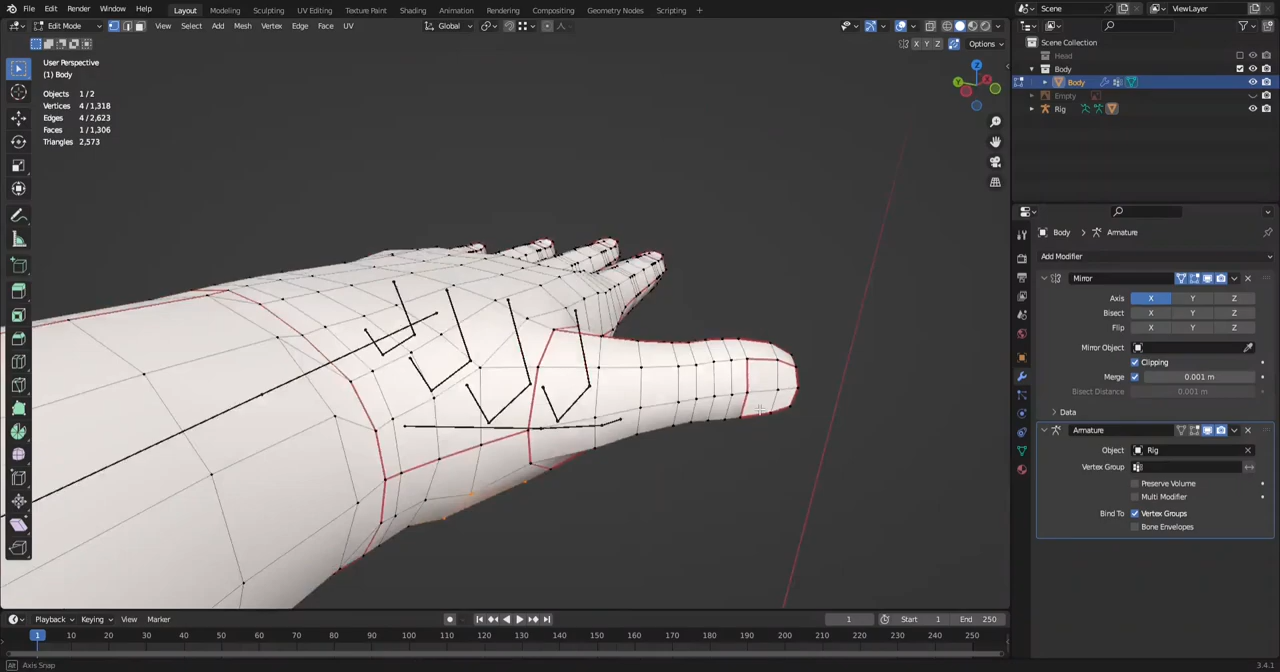 File Edit Render Window Help Layout Modeling Sculpting UV Editing Texture Paint Shading Animation Rendering Compositing Geometry Nodes Scripting + Scene ViewLayer
Edit Mode View Select Add Mesh Vertex Edge Face UV Global
X Y Z Options
User Perspective
(1) Body
Objects 1/2
Vertices 4/1,318
Edges 4/2,623
Faces 1/1,306
Triangles 2,573
Z
Y
X
Scene Collection
Head
Body
Body
Empty
Rig
Body > Armature
Add Modifier
Mirror
Axis X Y Z
Bisect X Y Z
Flip X Y Z
Mirror Object
Clipping
Merge 0.001 m
Bisect Distance 0.001 m
Data
Armature
Object Rig
Vertex Group
Preserve Volume
Multi Modifier
Bind To Vertex Groups
Bone Envelopes
Playback Keying View Marker 1 Start 1 End 250
1 10 20 30 40 50 60 70 80 90 100 110 120 130 140 150 160 170 180 190 200 210 220 230 240 250
Axis Snap 3.4.1